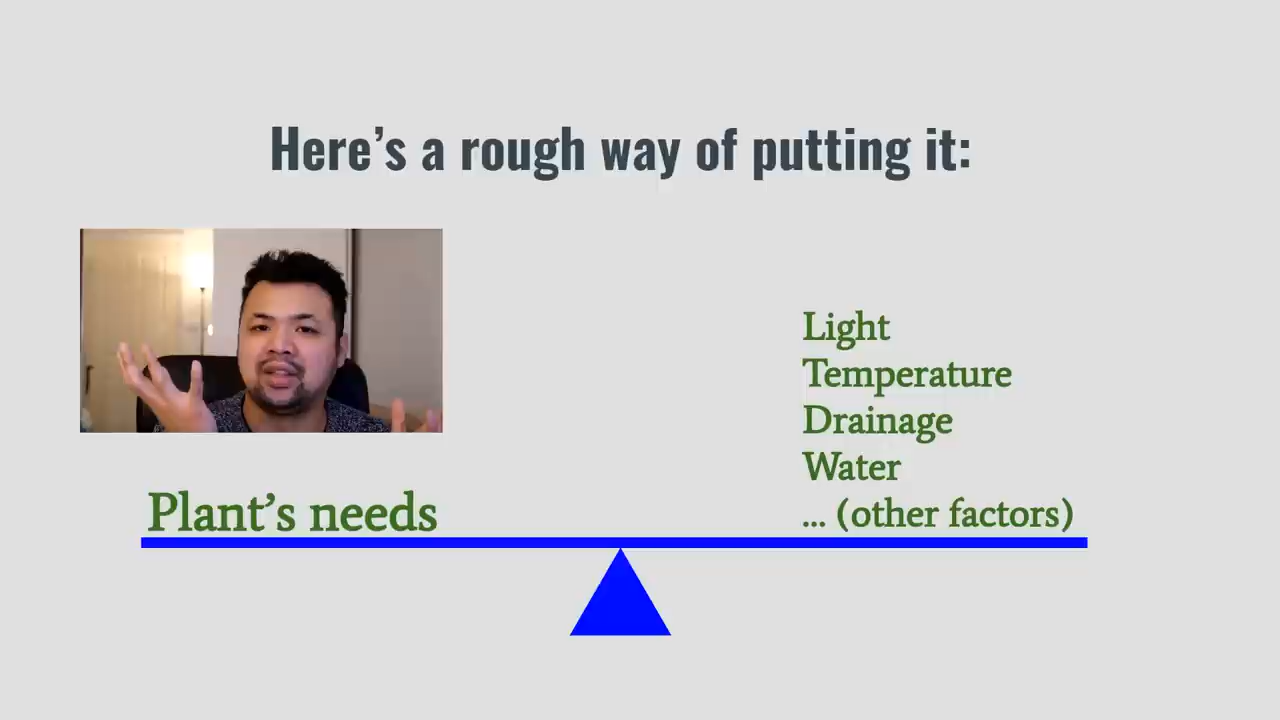 Here’s a rough way of putting it:
Plant’s needs
Light
Temperature
Drainage
Water
... (other factors)